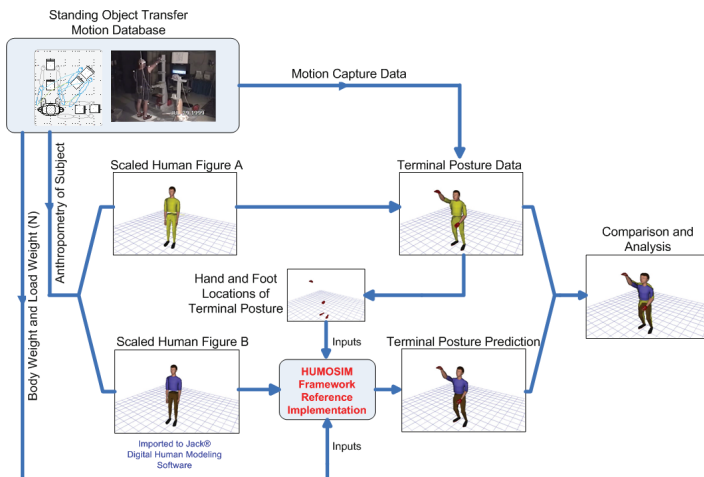 Standing Object Transfer
Motion Database
Motion Capture Data
Body Weight and Load Weight (N)
Anthropometry of Subject
Scaled Human Figure A
Terminal Posture Data
Comparison and
Analysis
Hand and Foot
Locations of
Terminal Posture
Inputs
Scaled Human Figure B
HUMOSIM
Framework
Reference
Implementation
Terminal Posture Prediction
Imported to Jack®
Digital Human Modeling
Software
Inputs